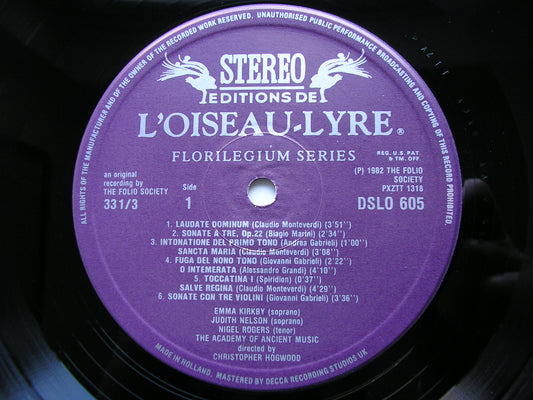 ALL RIGHTS OF THE MANUFACTURER AND OF THE OWNER OF THE RECORDED WORK RESERVED. UNAUTHORISED PUBLIC PERFORMANCE BROADCASTING AND COPYING OF THIS RECORD PROHIBITED.
STEREO
EDITIONS DE
L'OISEAU-LYRE®
FLORILEGIUM SERIES
REG. U.S. PAT.
& TM. OFF.
an original
recording by
THE FOLIO SOCIETY
33 1/3
Side
1
(P) 1982 THE FOLIO
SOCIETY
PXZTT 1318
DSLO 605
1. LAUDATE DOMINUM (Claudio Monteverdi) (3'51")
2. SONATE A TRE, Op.22 (Biagio Marini) (2'34")
3. INTONATIONE DEL PRIMO TONO (Andrea Gabrieli) (1'00")
SANCTA MARIA (Claudio Monteverdi) (3'08")
4. FUGA DEL NONO TONO (Giovanni Gabrieli) (2'22")
O INTEMERATA (Alessandro Grandi) (4'10")
5. TOCCATINA I (Spiridion) (0'37")
SALVE REGINA (Claudio Monteverdi) (4'29")
6. SONATE CON TRE VIOLINI (Giovanni Gabrieli) (3'36")
EMMA KIRKBY (soprano)
JUDITH NELSON (soprano)
NIGEL ROGERS (tenor)
THE ACADEMY OF ANCIENT MUSIC
directed by
CHRISTOPHER HOGWOOD
MADE IN HOLLAND. MASTERED BY DECCA RECORDING STUDIOS UK